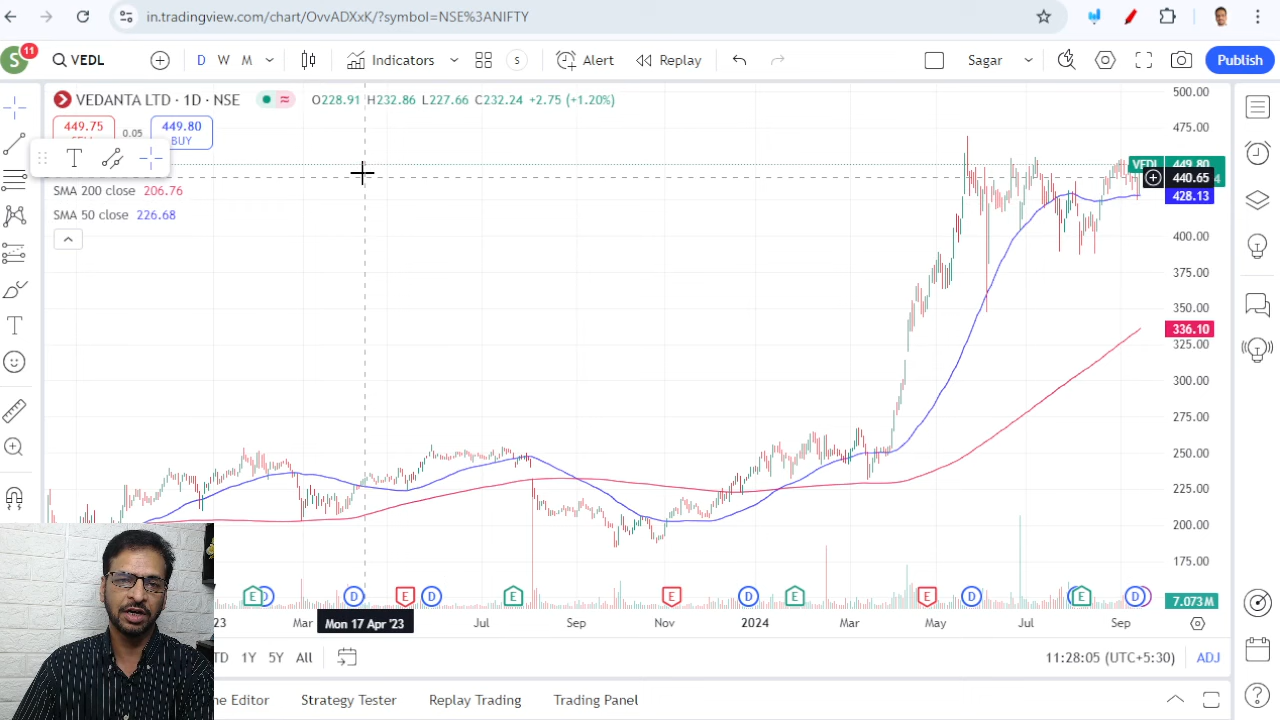 in.tradingview.com/chart/OvvADXxK/?symbol=NSE%3ANIFTY
S 11 VEDL D W M Indicators S Alert Replay Sagar Publish
VEDANTA LTD · 1D · NSE O228.91 H232.86 L227.66 C232.24 +2.75 (+1.20%)
449.75 0.05 449.80
BUY
SMA 200 close 206.76
SMA 50 close 226.68
500.00
475.00
VEDL 449.80
440.65
428.13
400.00
375.00
350.00
336.10
325.00
300.00
275.00
250.00
225.00
200.00
175.00
E D D E D E E D E E D E D
7.073M
23 Mar Mon 17 Apr '23 Jul Sep Nov 2024 Mar May Jul Sep
TD 1Y 5Y All 11:28:05 (UTC+5:30) ADJ
ne Editor Strategy Tester Replay Trading Trading Panel